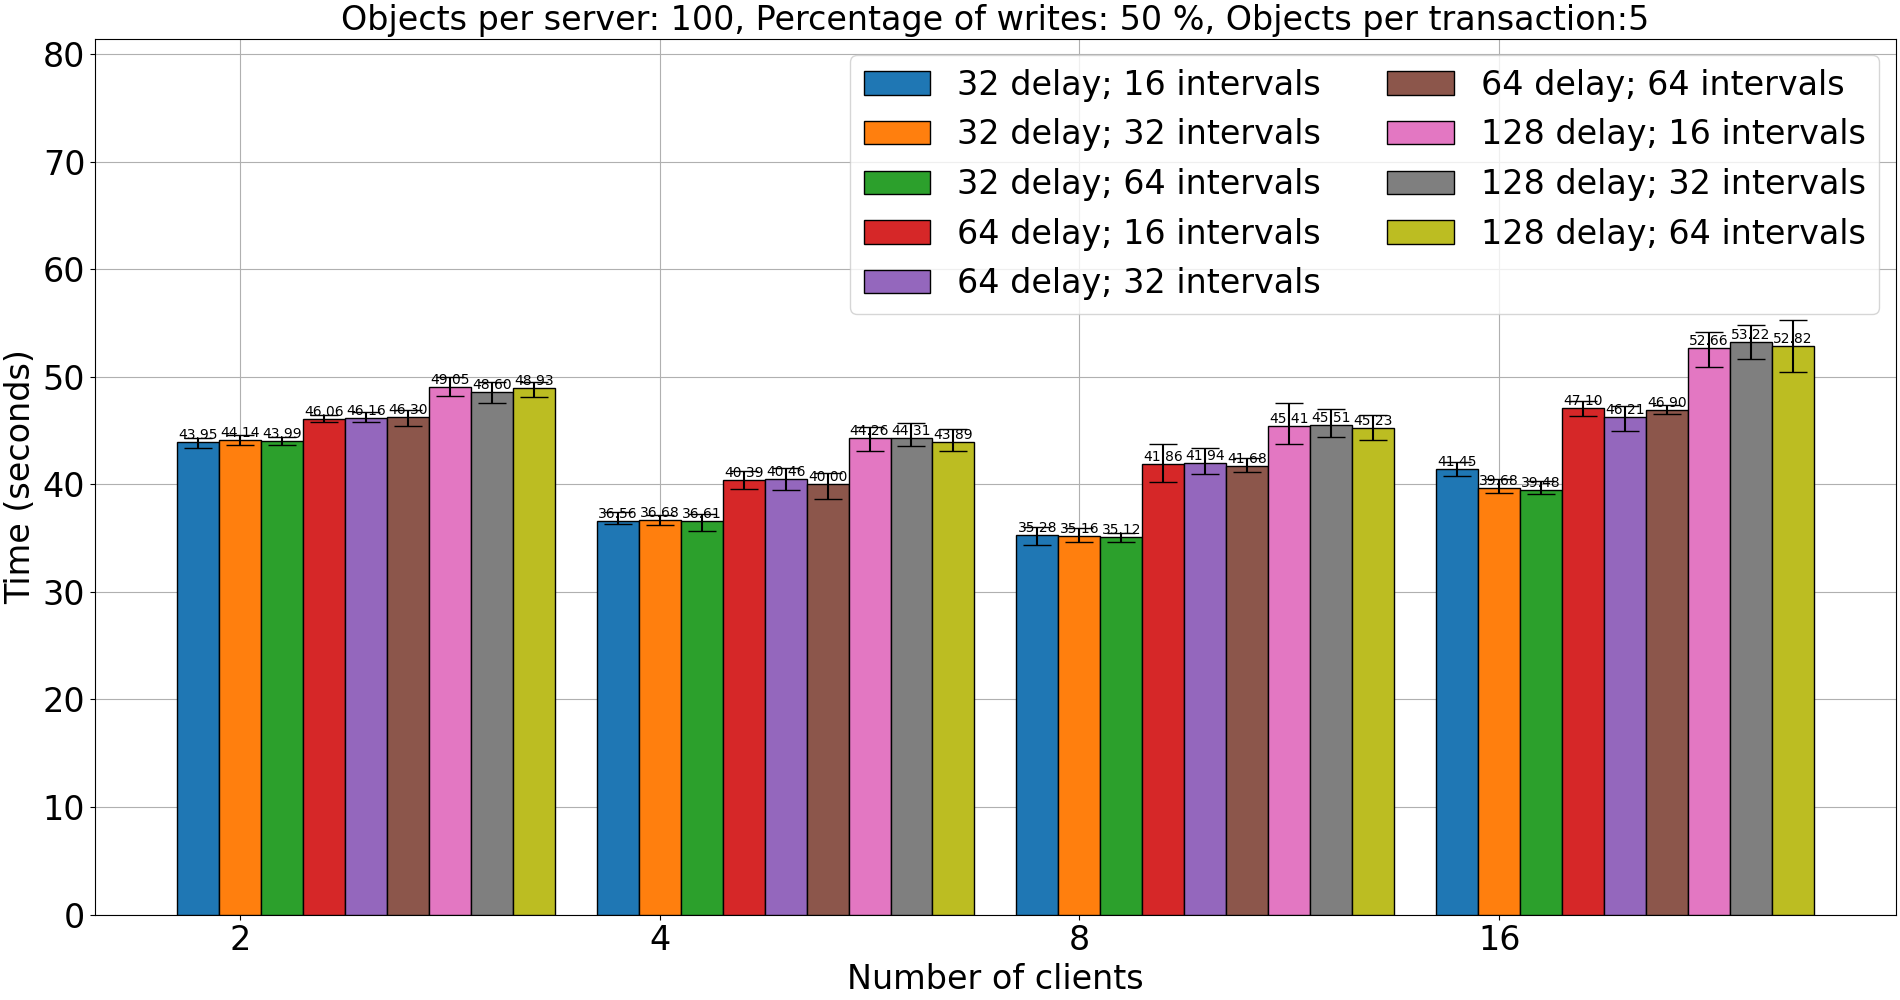 Objects per server: 100, Percentage of writes: 50 %, Objects per transaction:5
80
70
60
50
40
30
20
10
0
Time (seconds)
32 delay; 16 intervals
32 delay; 32 intervals
32 delay; 64 intervals
64 delay; 16 intervals
64 delay; 32 intervals
64 delay; 64 intervals
128 delay; 16 intervals
128 delay; 32 intervals
128 delay; 64 intervals
43.95 44.14 43.99 46.06 46.16 46.30 49.05 48.60 48.93
36.56 36.68 36.61 40.39 40.46 40.00 44.26 44.31 43.89
35.28 35.16 35.12 41.86 41.94 41.68 45.41 45.51 45.23
41.45 39.68 39.48 47.10 46.21 46.90 52.66 53.22 52.82
2 4 8 16
Number of clients